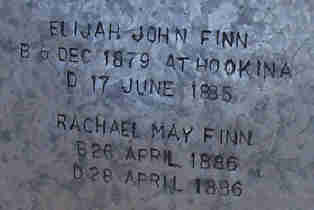 ELIJAH JOHN FINN
B 6 DEC 1879 AT HOOKINA
D 17 JUNE 1885
RACHAEL MAY FINN
B 26 APRIL 1886
D 28 APRIL 1886